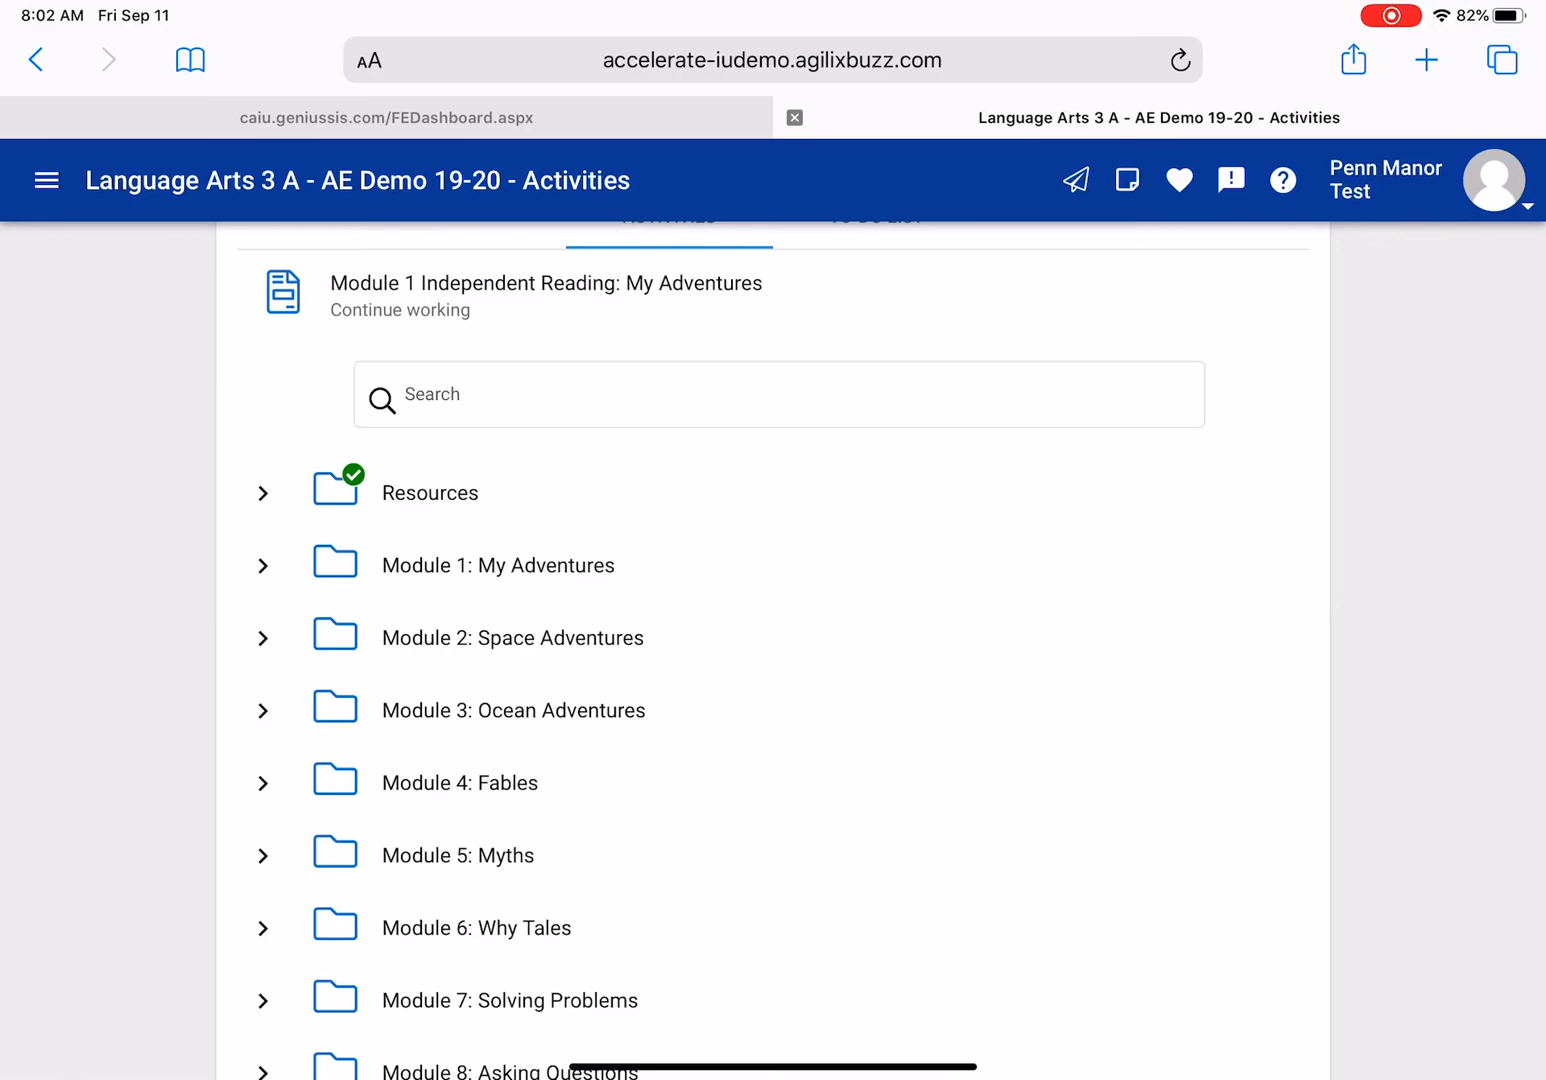 8:02 AM Fri Sep 11
82%
AA
accelerate-iudemo.agilixbuzz.com
caiu.geniussis.com/FEDashboard.aspx
Language Arts 3 A - AE Demo 19-20 - Activities
Language Arts 3 A - AE Demo 19-20 - Activities
Penn Manor
Test
ACTIVITIES TO DO LIST
Module 1 Independent Reading: My Adventures
Continue working
Search
Resources
Module 1: My Adventures
Module 2: Space Adventures
Module 3: Ocean Adventures
Module 4: Fables
Module 5: Myths
Module 6: Why Tales
Module 7: Solving Problems
Module 8: Asking Questions